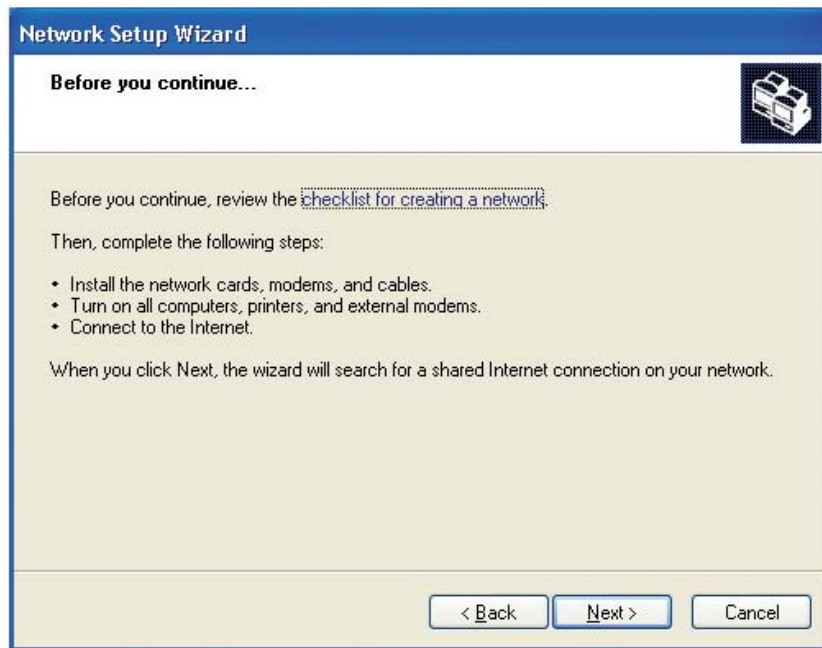 Network Setup Wizard
Before you continue...
Before you continue, review the checklist for creating a network.
Then, complete the following steps:
• Install the network cards, modems, and cables.
• Turn on all computers, printers, and external modems.
• Connect to the Internet.
When you click Next, the wizard will search for a shared Internet connection on your network.
< Back Next > Cancel